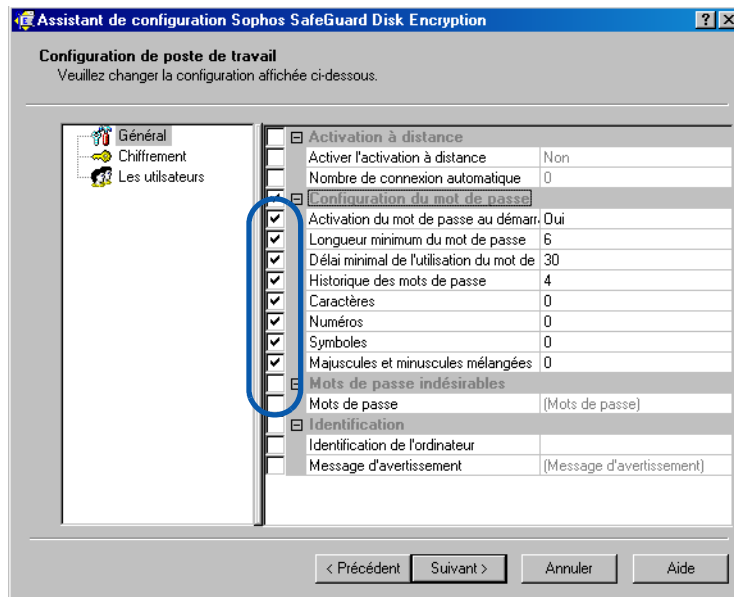 Assistant de configuration Sophos SafeGuard Disk Encryption
Configuration de poste de travail
Veuillez changer la configuration affichée ci-dessous.
Général
Chiffrement
Les utilsateurs
Activation à distance
Activer l'activation à distance Non
Nombre de connexion automatique 0
Configuration du mot de passe
Activation du mot de passe au démarr Oui
Longueur minimum du mot de passe 6
Délai minimal de l'utilisation du mot de 30
Historique des mots de passe 4
Caractères 0
Numéros 0
Symboles 0
Majuscules et minuscules mélangées 0
Mots de passe indésirables
Mots de passe (Mots de passe)
Identification
Identification de l'ordinateur
Message d'avertissement (Message d'avertissement)
< Précédent Suivant > Annuler Aide